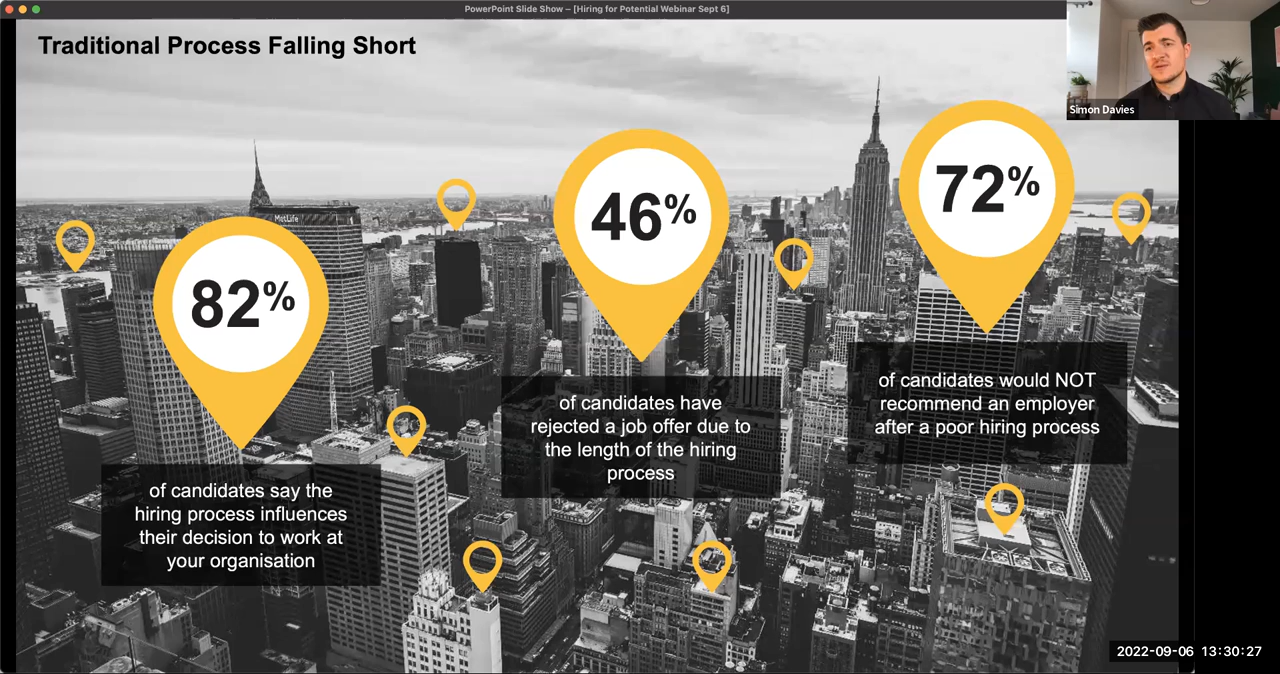 PowerPoint Slide Show – [Hiring for Potential Webinar Sept 6]
Traditional Process Falling Short
Simon Davies
MetLife
82%
of candidates say the
hiring process influences
their decision to work at
your organisation
46%
of candidates have
rejected a job offer due to
the length of the hiring
process
72%
of candidates would NOT
recommend an employer
after a poor hiring process
2022-09-06 13:30:27